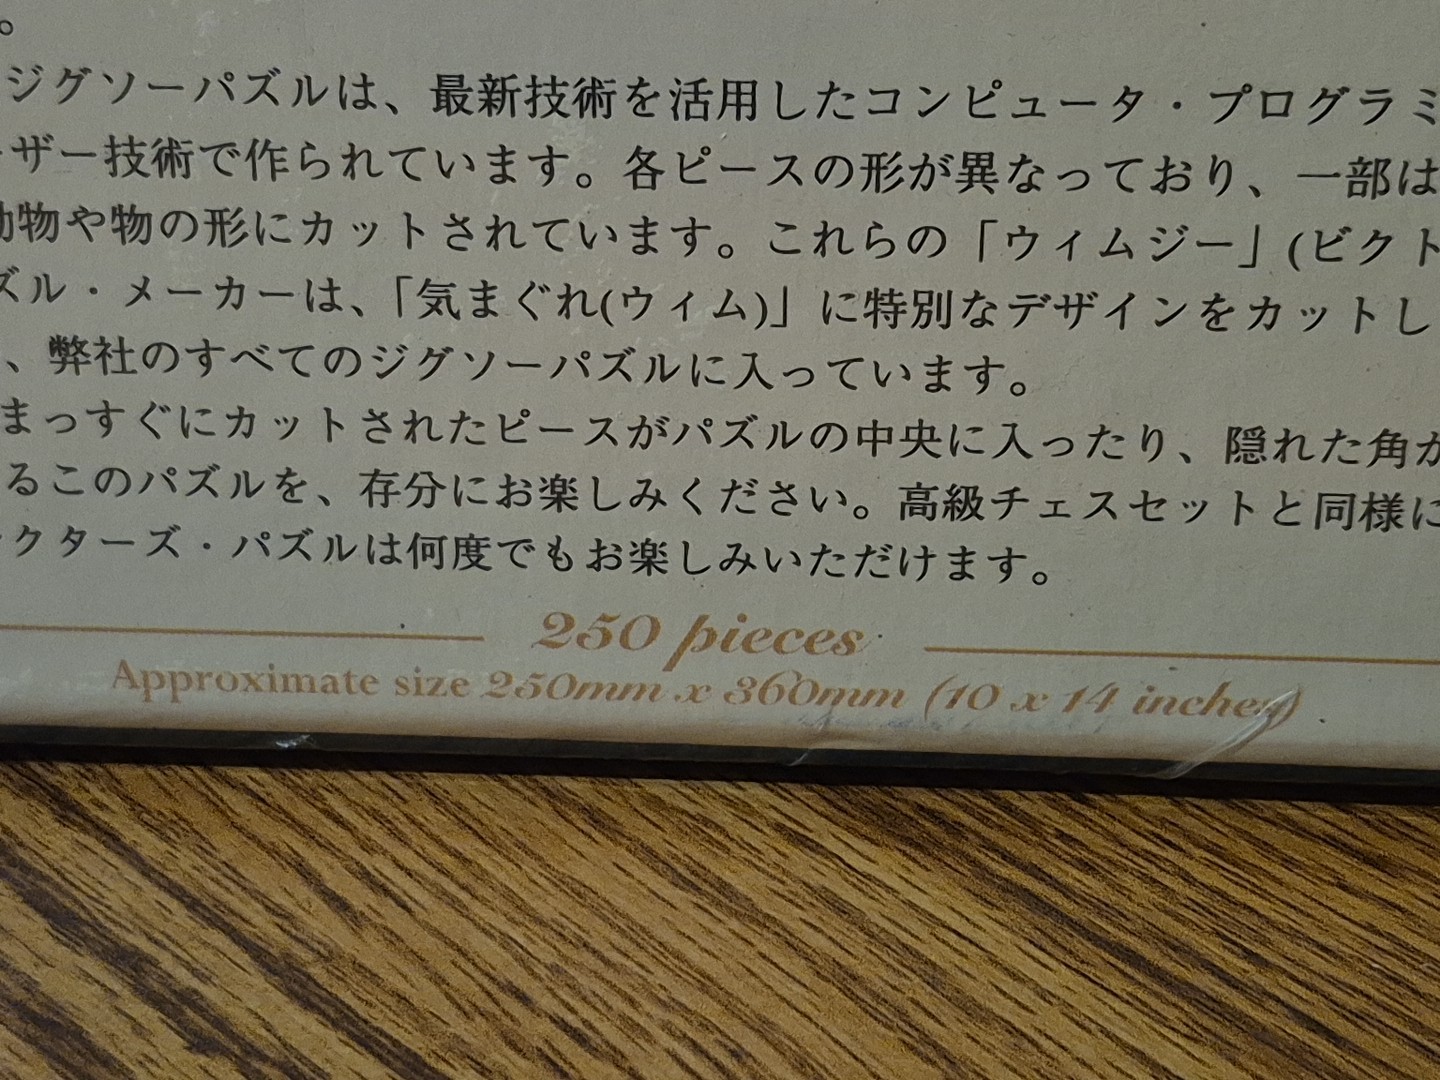 。
ジグソーパズルは、最新技術を活用したコンピュータ・プログラミ
ーザー技術で作られています。各ピースの形が異なっており、一部は
動物や物の形にカットされています。これらの「ウィムジー」(ビクト
ズル・メーカーは、「気まぐれ(ウィム)」に特別なデザインをカットし
、弊社のすべてのジグソーパズルに入っています。
まっすぐにカットされたピースがパズルの中央に入ったり、隠れた角が
るこのパズルを、存分にお楽しみください。高級チェスセットと同様に
クターズ・パズルは何度でもお楽しみいただけます。
250 pieces
Approximate size 250mm x 360mm (10 x 14 inches)